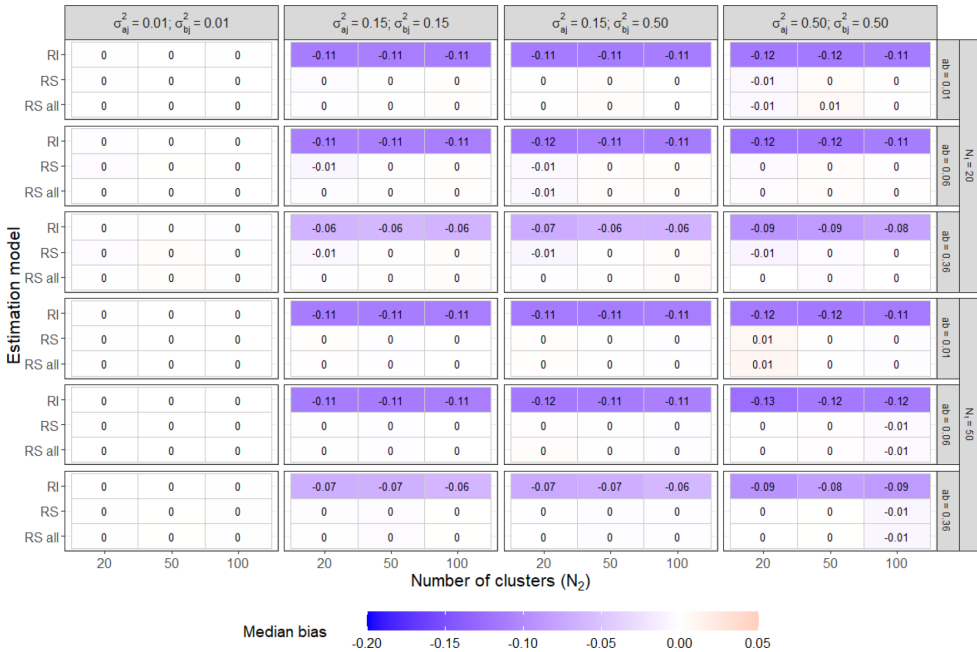 σ²aj = 0.01; σ²bj = 0.01 σ²aj = 0.15; σ²bj = 0.15 σ²aj = 0.15; σ²bj = 0.50 σ²aj = 0.50; σ²bj = 0.50
RI 0 0 0 -0.11 -0.11 -0.11 -0.11 -0.11 -0.11 -0.12 -0.12 -0.11
RS 0 0 0 0 0 0 0 0 0 -0.01 0 0
RS all 0 0 0 0 0 0 0 0 0 -0.01 0.01 0
ab = 0.01
RI 0 0 0 -0.11 -0.11 -0.11 -0.12 -0.11 -0.11 -0.12 -0.12 -0.11
RS 0 0 0 -0.01 0 0 -0.01 0 0 0 0 0
RS all 0 0 0 0 0 0 -0.01 0 0 0 0 0
ab = 0.06
RI 0 0 0 -0.06 -0.06 -0.06 -0.07 -0.06 -0.06 -0.09 -0.09 -0.08
RS 0 0 0 -0.01 0 0 -0.01 0 0 -0.01 0 0
RS all 0 0 0 0 0 0 0 0 0 0 0 0
ab = 0.36
N₁ = 20
RI 0 0 0 -0.11 -0.11 -0.11 -0.11 -0.11 -0.11 -0.12 -0.12 -0.11
RS 0 0 0 0 0 0 0 0 0 0.01 0 0
RS all 0 0 0 0 0 0 0 0 0 0.01 0 0
ab = 0.01
RI 0 0 0 -0.11 -0.11 -0.11 -0.12 -0.11 -0.11 -0.13 -0.12 -0.12
RS 0 0 0 0 0 0 0 0 0 0 0 -0.01
RS all 0 0 0 0 0 0 0 0 0 0 0 -0.01
ab = 0.06
RI 0 0 0 -0.07 -0.07 -0.06 -0.07 -0.07 -0.06 -0.09 -0.08 -0.09
RS 0 0 0 0 0 0 0 0 0 0 0 -0.01
RS all 0 0 0 0 0 0 0 0 0 0 0 -0.01
ab = 0.36
N₁ = 50
Estimation model
20 50 100 20 50 100 20 50 100 20 50 100
Number of clusters (N₂)
Median bias
-0.20 -0.15 -0.10 -0.05 0.00 0.05